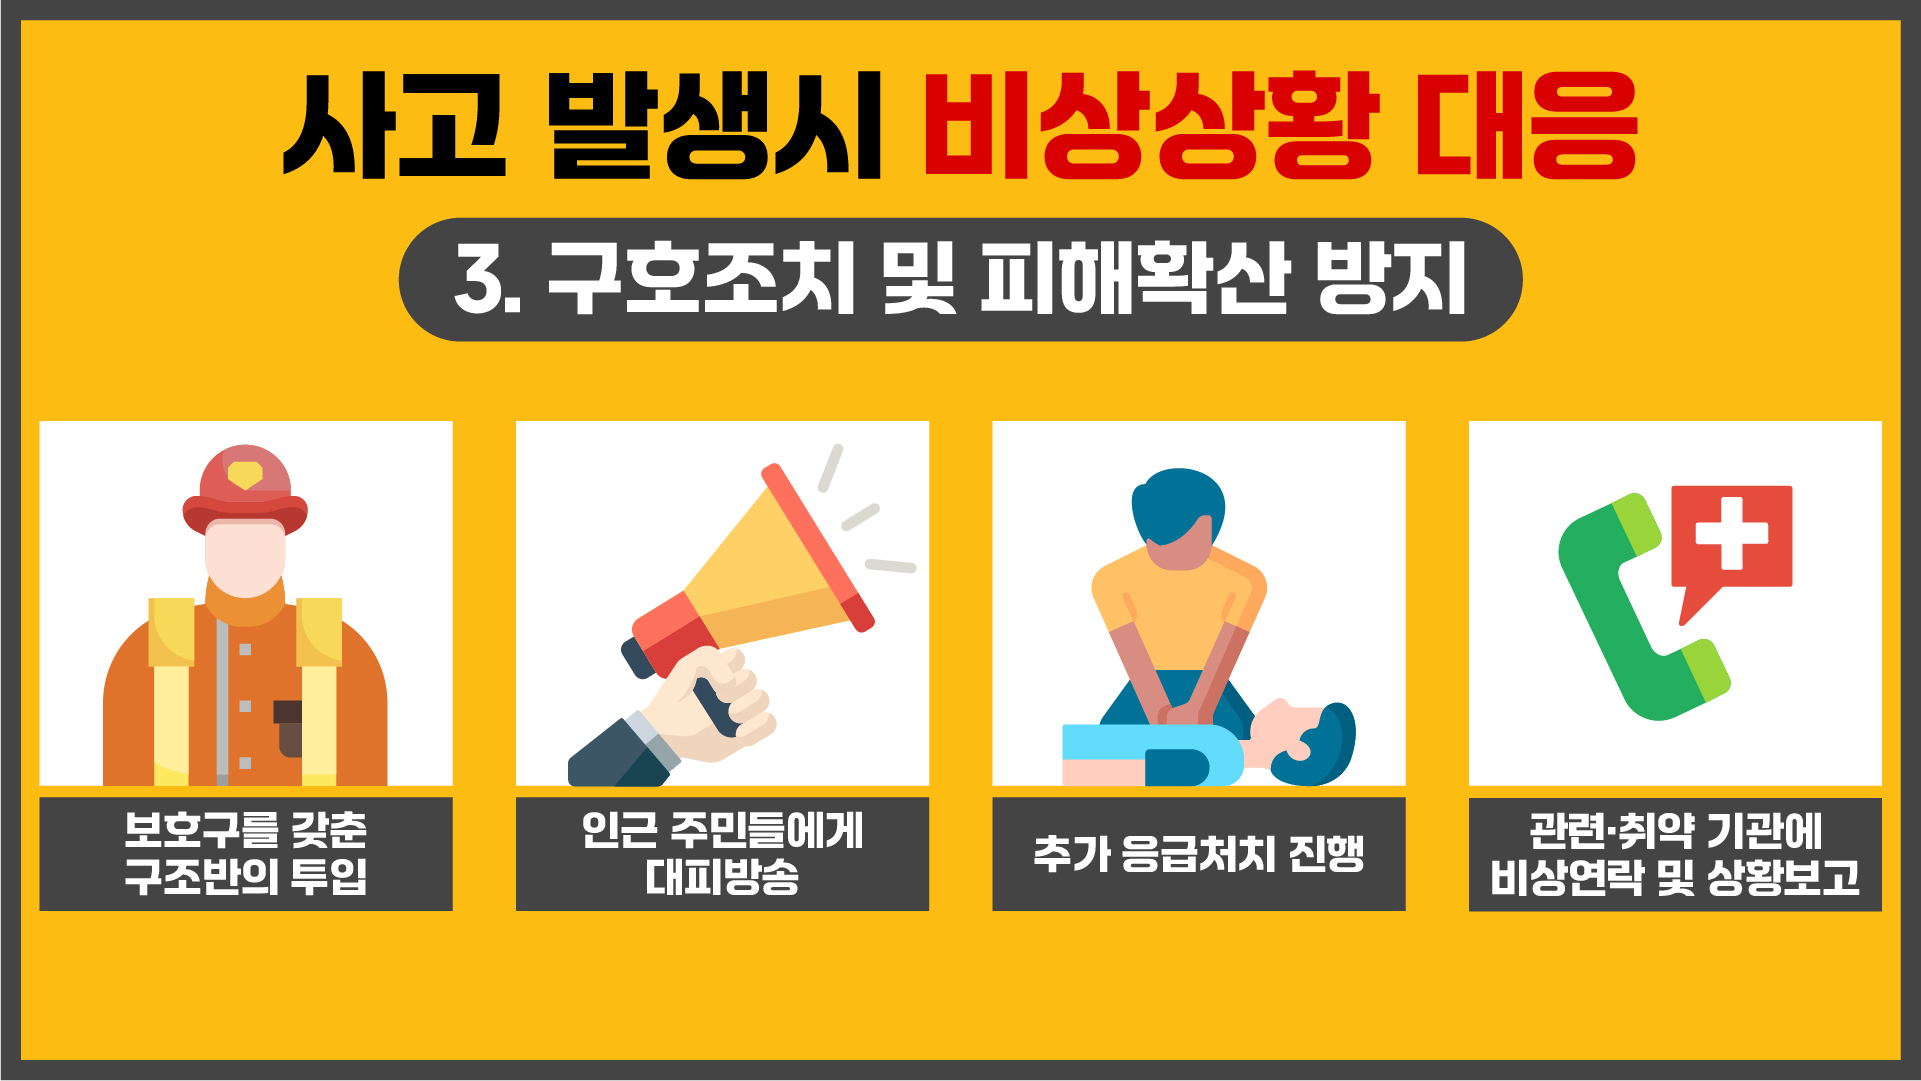 사고 발생시 비상상황 대응
3. 구호조치 및 피해확산 방지
보호구를 갖춘
구조반의 투입
인근 주민들에게
대피방송
추가 응급처치 진행
관련·취약 기관에
비상연락 및 상황보고